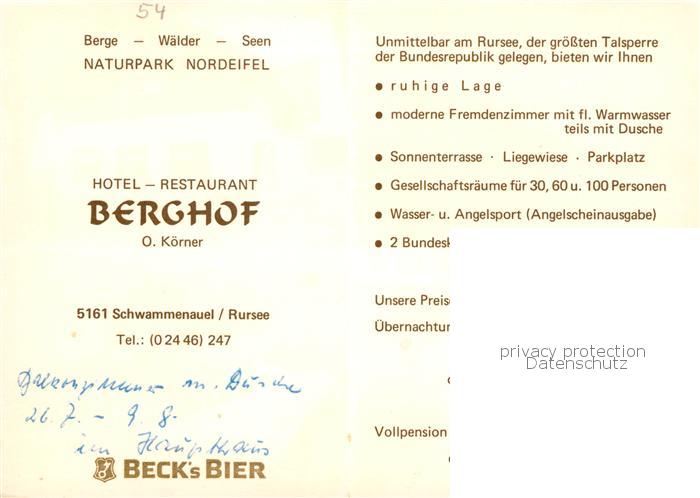 54
Berge – Wälder – Seen
NATURPARK NORDEIFEL
HOTEL – RESTAURANT
BERGHOF
O. Körner
5161 Schwammenauel / Rursee
Tel.: (0 24 46) 247
Balkonzimmer m. Dusche
26. 7. – 9. 8.
im Haupthaus
BECK's BIER
Unmittelbar am Rursee, der größten Talsperre
der Bundesrepublik gelegen, bieten wir Ihnen
• ruhige Lage
• moderne Fremdenzimmer mit fl. Warmwasser
teils mit Dusche
• Sonnenterrasse · Liegewiese · Parkplatz
• Gesellschaftsräume für 30, 60 u. 100 Personen
• Wasser- u. Angelsport (Angelscheinausgabe)
• 2 Bundesk
Unsere Preis
Übernachtun
Vollpension
privacy protection
Datenschutz